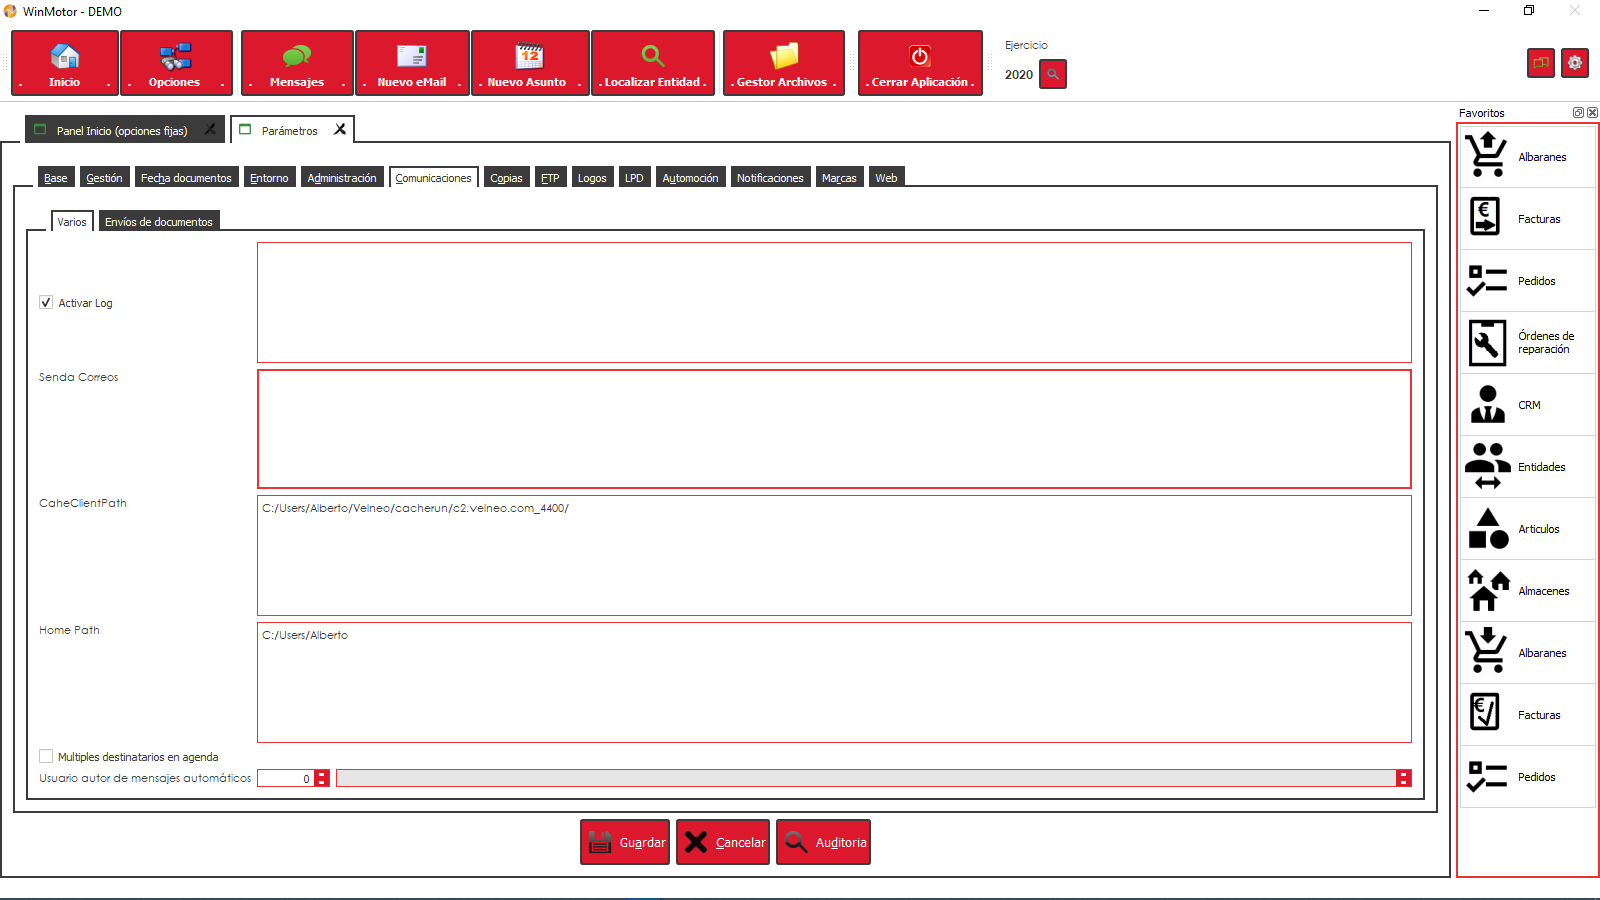 WinMotor - DEMO
. Inicio .
. Opciones .
. Mensajes .
. Nuevo eMail .
12
. Nuevo Asunto .
. Localizar Entidad .
. Gestor Archivos .
. Cerrar Aplicación .
Ejercicio
2020
Panel Inicio (opciones fijas)
Parámetros
Favoritos
Base
Gestión
Fecha documentos
Entorno
Administración
Comunicaciones
Copias
FTP
Logos
LPD
Automoción
Notificaciones
Marcas
Web
Varios
Envíos de documentos
Activar Log
Senda Correos
CaheClientPath
C:/Users/Alberto/Velneo/cacherun/c2.velneo.com_4400/
Home Path
C:/Users/Alberto
Multiples destinatarios en agenda
Usuario autor de mensajes automáticos
0
Guardar
Cancelar
Auditoria
Albaranes
€
Facturas
Pedidos
Órdenes de
reparación
CRM
Entidades
Articulos
Almacenes
Albaranes
€
Facturas
Pedidos